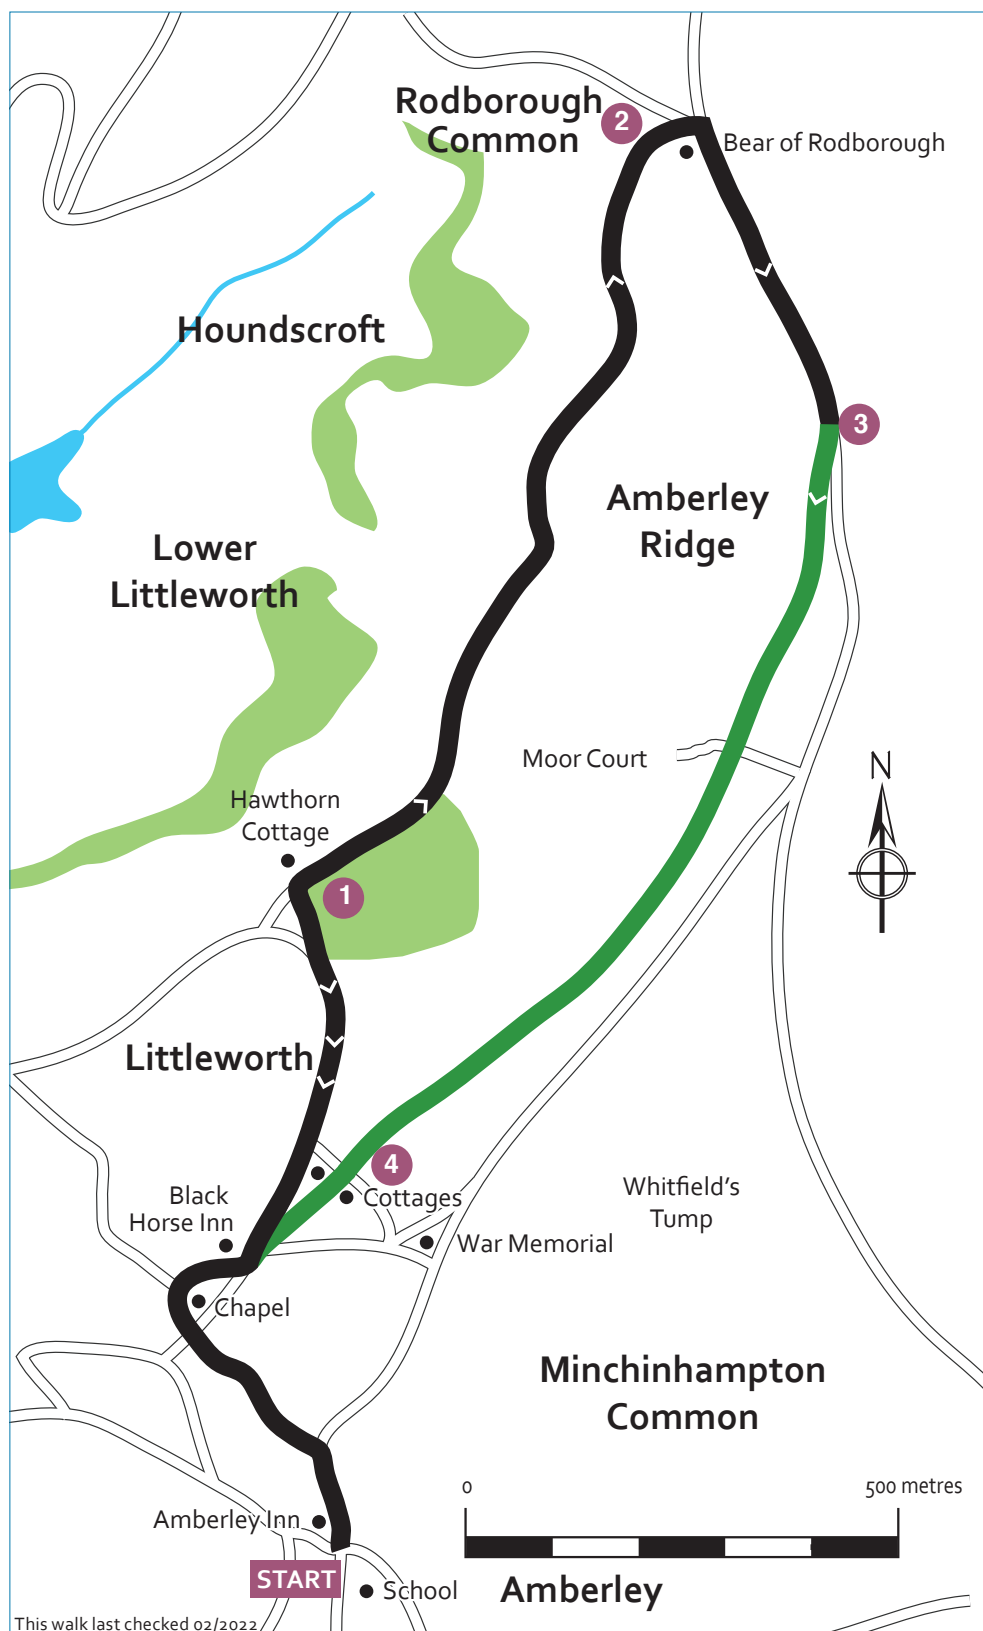 Rodborough
Common
2
Bear of Rodborough
Houndscroft
3
Amberley
Ridge
Lower
Littleworth
Moor Court
N
Hawthorn
Cottage
1
Littleworth
4
Cottages
Whitfield's
Tump
Black
Horse Inn
War Memorial
Chapel
Minchinhampton
Common
0
500 metres
Amberley Inn
START
School
Amberley
This walk last checked 02/2022